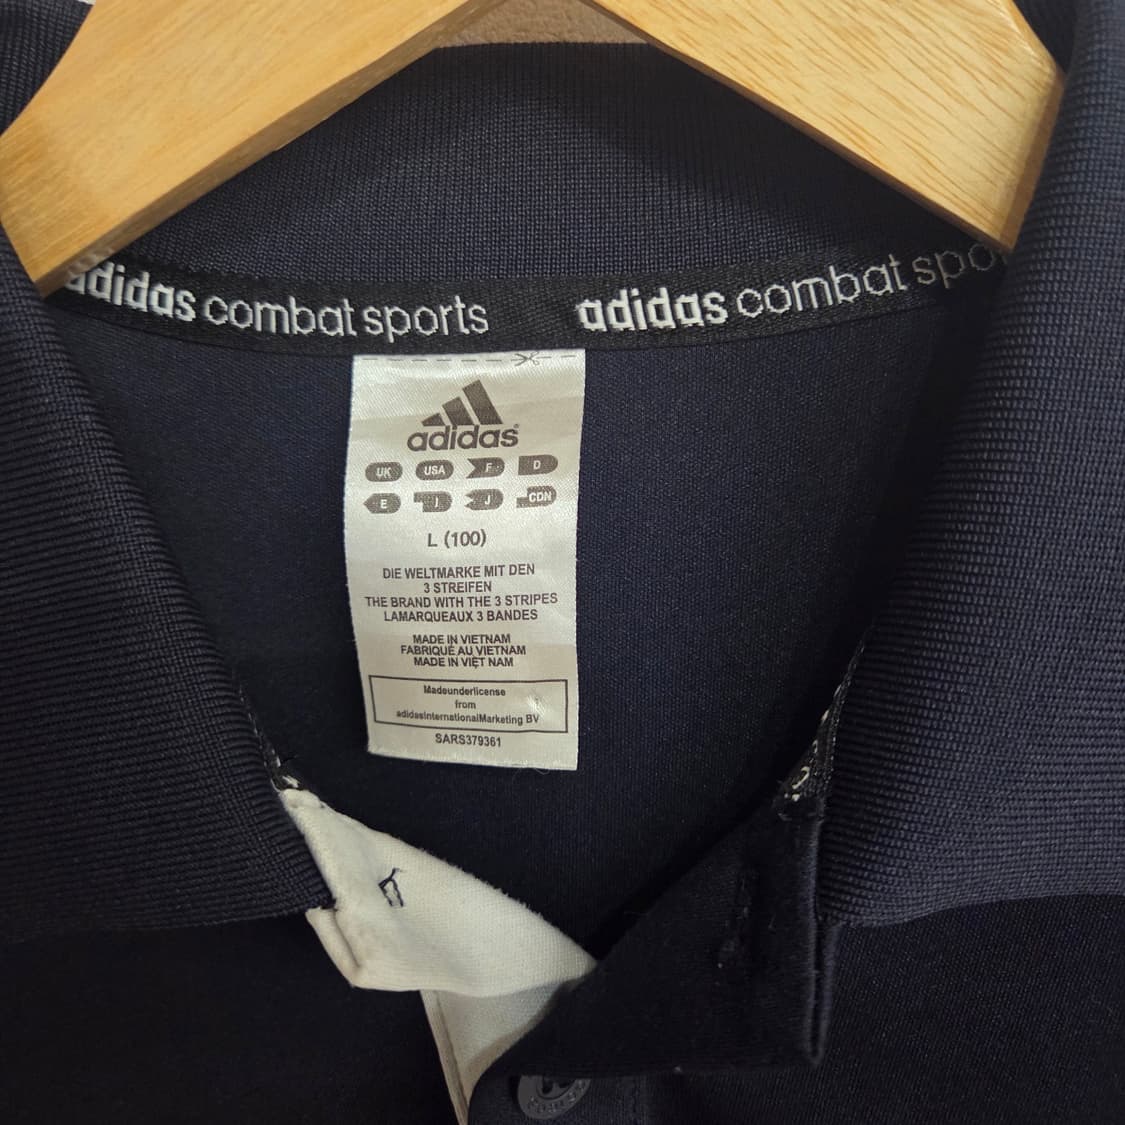 adidas combat sports adidas combat spo
adidas
UK USA F D
E I J CDN
L (100)
DIE WELTMARKE MIT DEN
3 STREIFEN
THE BRAND WITH THE 3 STRIPES
LAMARQUEAUX 3 BANDES
MADE IN VIETNAM
FABRIQUÉ AU VIETNAM
MADE IN VIỆT NAM
Madeunderlicense
from
adidasInternationalMarketing BV
SARS379361